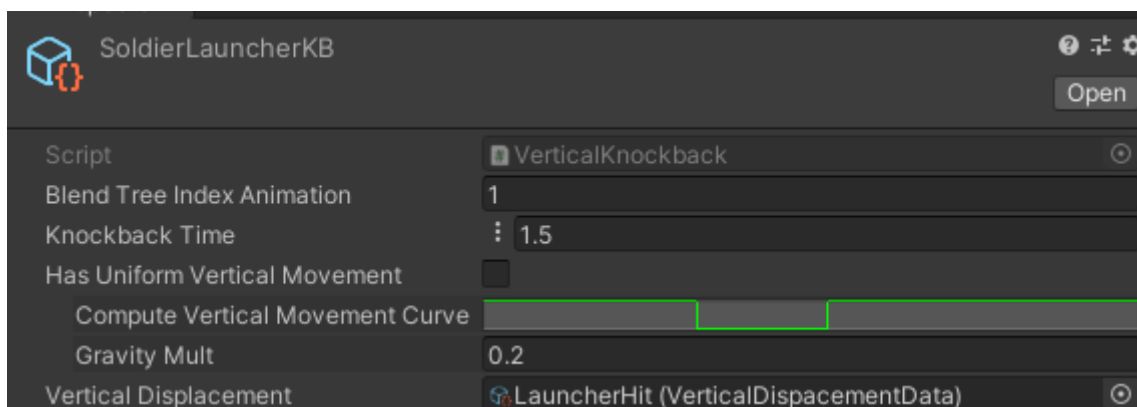 SoldierLauncherKB
Open
Script VerticalKnockback
Blend Tree Index Animation 1
Knockback Time 1.5
Has Uniform Vertical Movement
Compute Vertical Movement Curve
Gravity Mult 0.2
Vertical Displacement LauncherHit (VerticalDispacementData)